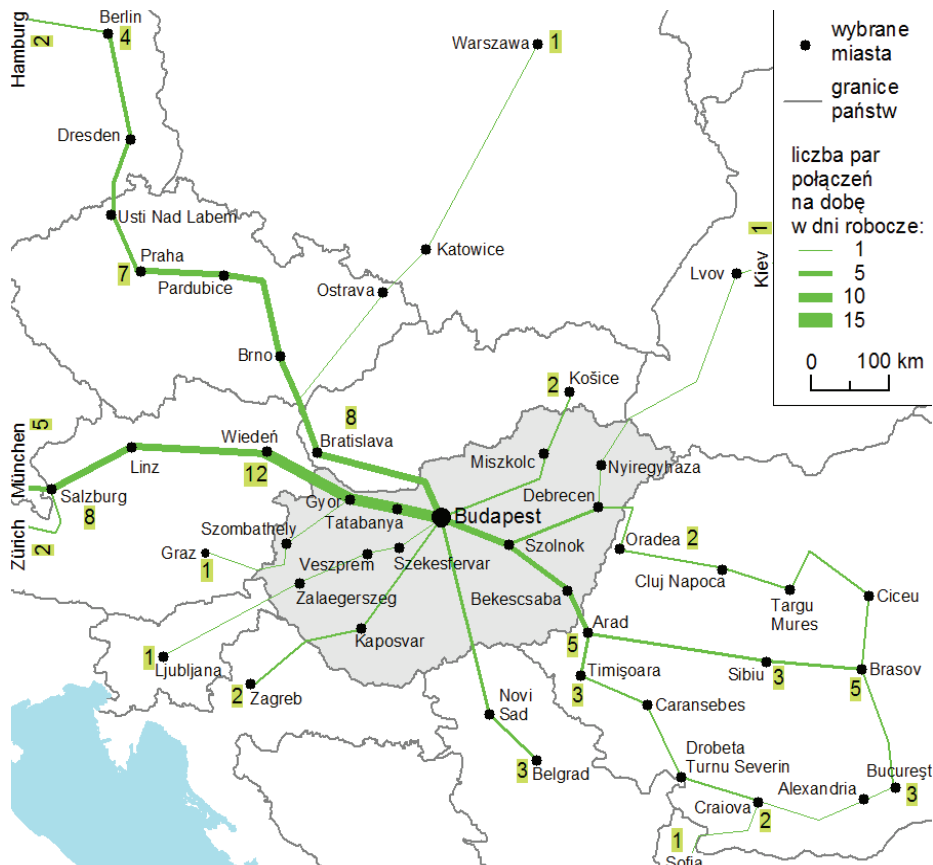 Berlin
4
Hamburg
2
Warszawa 1
wybrane
miasta
granice
państw
liczba par
połączeń
na dobę
w dni robocze:
1
5
10
15
0 100 km
Dresden
Usti Nad Labem
Praha
7
Pardubice
Katowice
Ostrava
Lvov
Kiev
1
Brno
8
Bratislava
2
Košice
München
5
Wiedeń
12
Linz
Salzburg
8
Zürich
2
Miszkolc
Nyiregyhaza
Debrecen
Gyor
Tatabanya
Budapest
Szolnok
Szombathely
Graz
1
Veszprem
Szekesfervar
Zalaegerszeg
Bekescsaba
Kaposvar
Oradea 2
Cluj Napoca
Targu
Mures
Ciceu
Arad
5
Timişoara
3
Sibiu 3
Brasov
5
1
Ljubljana
2 Zagreb
Novi
Sad
3 Belgrad
Caransebes
Drobeta
Turnu Severin
Alexandria
Bucureşt
3
Craiova
2
1
Sofia